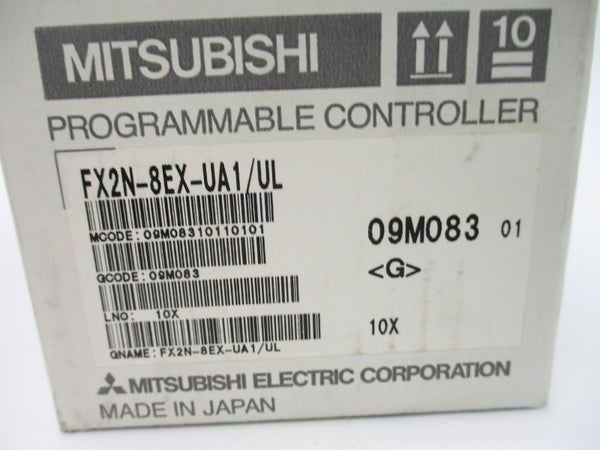 MITSUBISHI
10
PROGRAMMABLE CONTROLLER
FX2N-8EX-UA1/UL
MCODE: 09M08310110101
09M083 01
GCODE: 09M083
<G>
LNO: 10X
10X
GNAME: FX2N-8EX-UA1/UL
MITSUBISHI ELECTRIC CORPORATION
MADE IN JAPAN